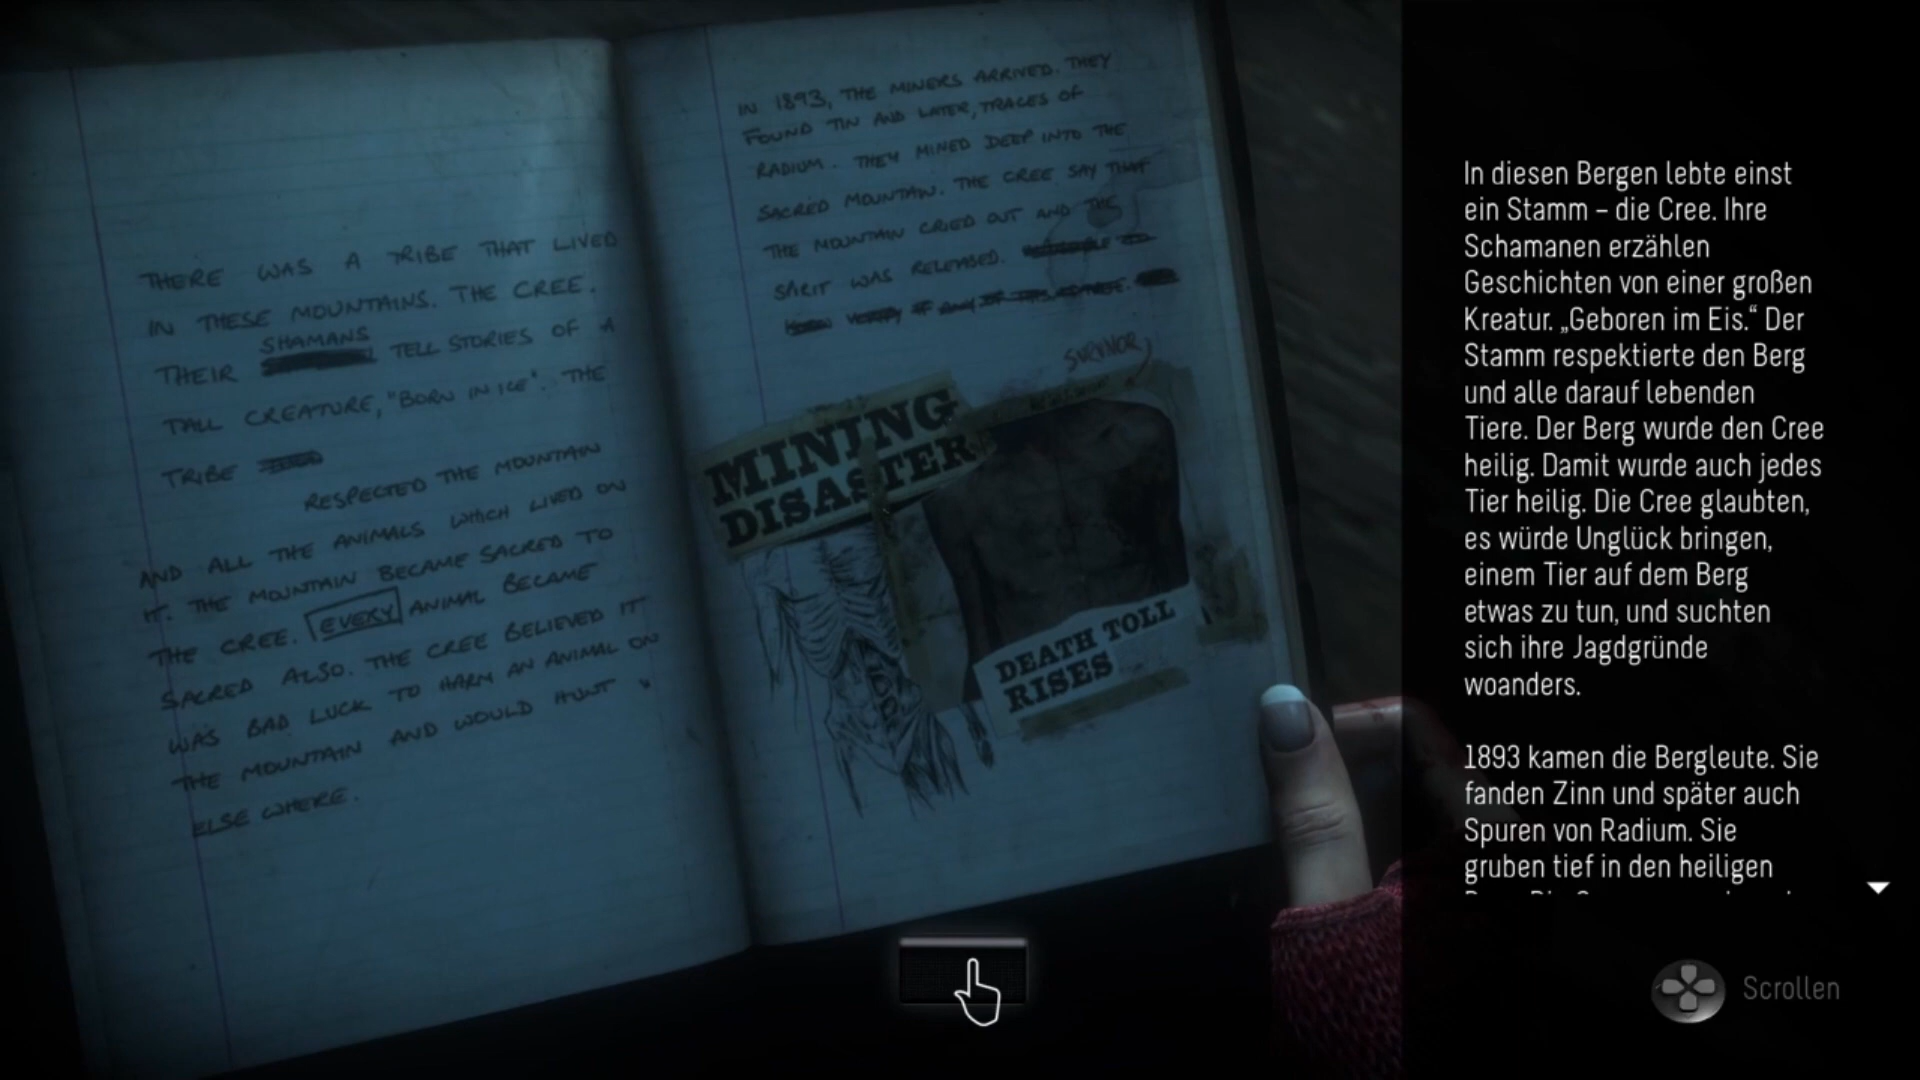 THERE WAS A TRIBE THAT LIVED
IN THESE MOUNTAINS. THE CREE.
SHAMANS
THEIR TELL STORIES OF A
TALL CREATURE, "BORN IN ICE". THE
TRIBE
RESPECTED THE MOUNTAIN
AND ALL THE ANIMALS WHICH LIVED ON
IT. THE MOUNTAIN BECAME SACRED TO
THE CREE. EVERY ANIMAL BECAME
SACRED ALSO. THE CREE BELIEVED IT
WAS BAD LUCK TO HARM AN ANIMAL ON
THE MOUNTAIN AND WOULD HUNT
ELSE WHERE.
IN 1893, THE MINERS ARRIVED. THEY
FOUND TIN AND LATER, TRACES OF
RADIUM. THEY MINED DEEP INTO THE
SACRED MOUNTAIN. THE CREE SAY THAT
THE MOUNTAIN CRIED OUT AND THE
SPIRIT WAS RELEASED.
SURVIVOR
MINING
DISASTER
DEATH TOLL
RISES
In diesen Bergen lebte einst
ein Stamm – die Cree. Ihre
Schamanen erzählen
Geschichten von einer großen
Kreatur. „Geboren im Eis.“ Der
Stamm respektierte den Berg
und alle darauf lebenden
Tiere. Der Berg wurde den Cree
heilig. Damit wurde auch jedes
Tier heilig. Die Cree glaubten,
es würde Unglück bringen,
einem Tier auf dem Berg
etwas zu tun, und suchten
sich ihre Jagdgründe
woanders.
1893 kamen die Bergleute. Sie
fanden Zinn und später auch
Spuren von Radium. Sie
gruben tief in den heiligen
Scrollen